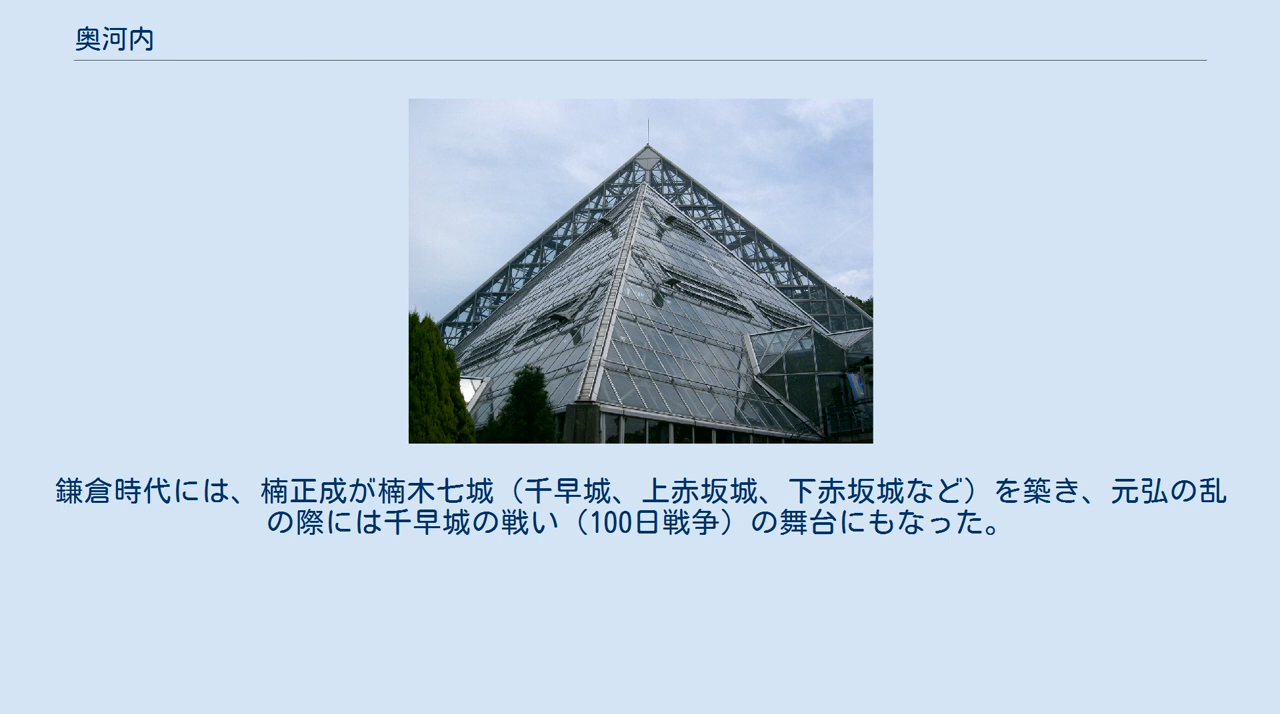 奥河内
鎌倉時代には、楠正成が楠木七城（千早城、上赤坂城、下赤坂城など）を築き、元弘の乱
の際には千早城の戦い（100日戦争）の舞台にもなった。